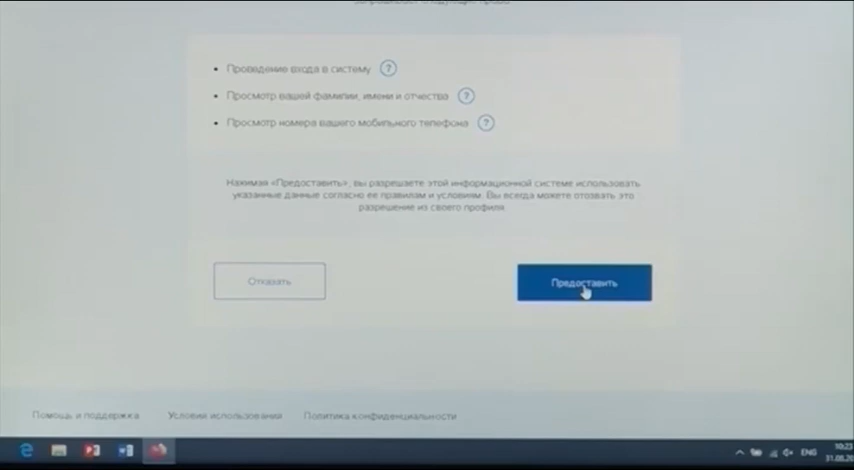 Проведение входа в систему ?
Просмотр вашей фамилии, имени и отчества ?
Просмотр номера вашего мобильного телефона ?
Нажимая «Предоставить», вы разрешаете этой информационной системе использовать
указанные данные согласно ее правилам и условиям. Вы всегда можете отозвать это
разрешение из своего профиля
Отказать
Предоставить
Помощь и поддержка
Условия использования
Политика конфиденциальности
ENG
10:23